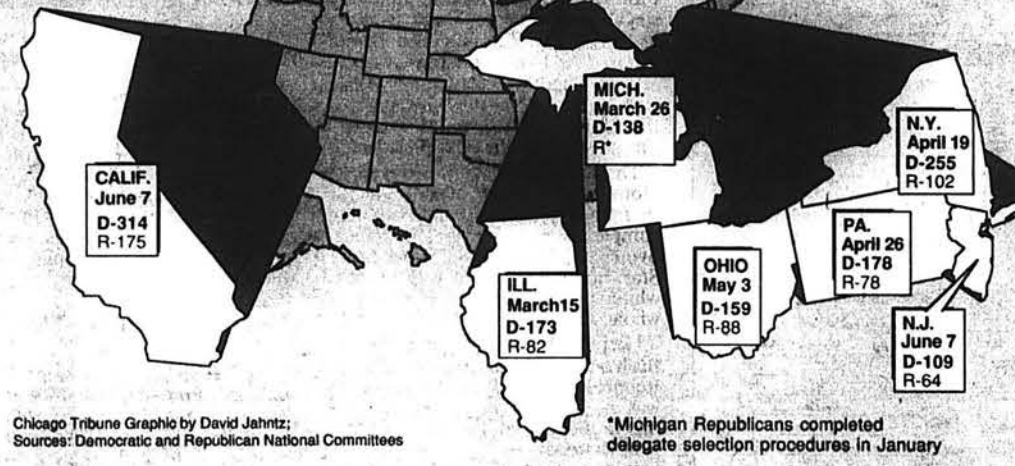 CALIF.
June 7
D-314
R-175
ILL.
March15
D-173
R-82
MICH.
March 26
D-138
R*
OHIO
May 3
D-159
R-88
N.Y.
April 19
D-255
R-102
PA.
April 26
D-178
R-78
N.J.
June 7
D-109
R-64
Chicago Tribune Graphic by David Jahntz;
Sources: Democratic and Republican National Committees
*Michigan Republicans completed
delegate selection procedures in January